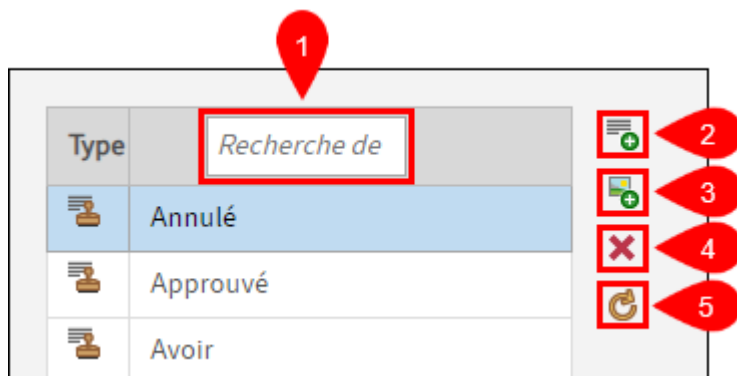 1
Type
Recherche de
2
3
Annulé
4
Approuvé
5
Avoir